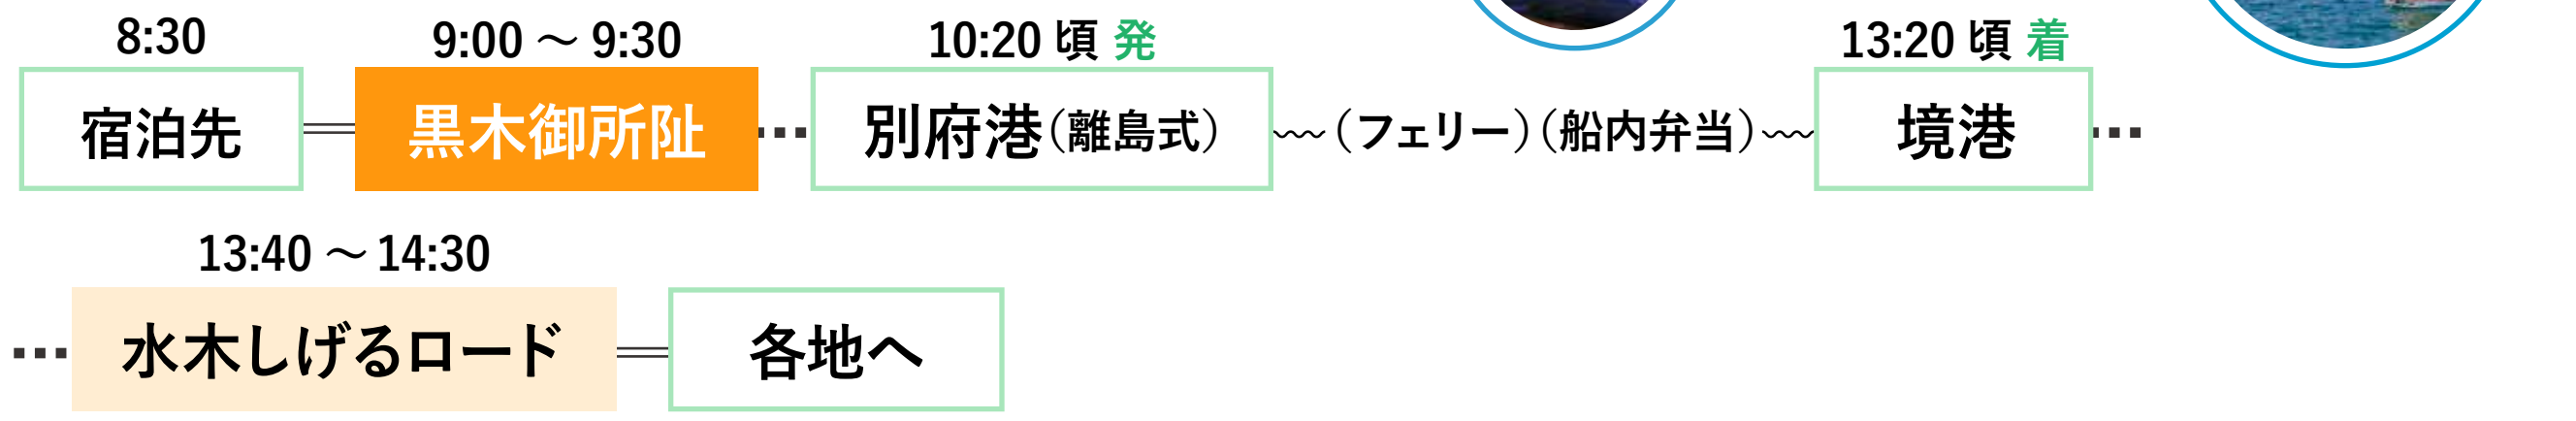 8:30 9:00 ～ 9:30 10:20 頃 発 13:20 頃 着
宿泊先 黒木御所阯 別府港（離島式） （フェリー）（船内弁当） 境港
13:40 ～ 14:30
水木しげるロード 各地へ